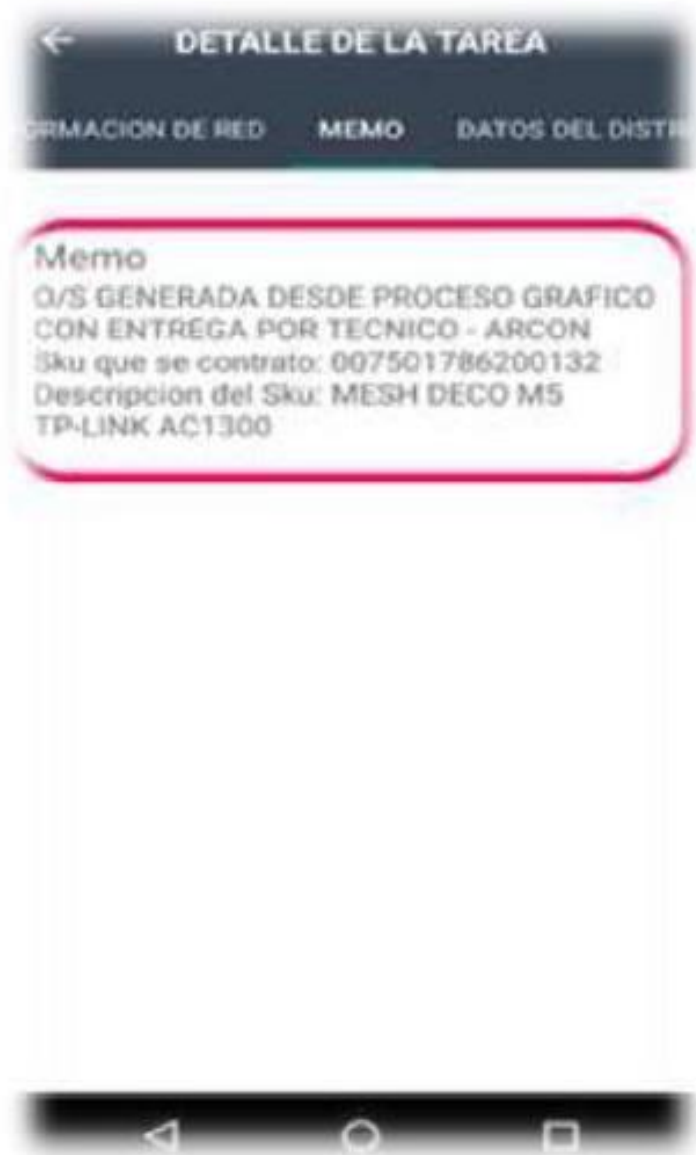 DETALLE DE LA TAREA
ORMACION DE RED MEMO DATOS DEL DISTR
Memo
O/S GENERADA DESDE PROCESO GRAFICO
CON ENTREGA POR TECNICO - ARCON
Sku que se contrato: 007501786200132
Descripcion del Sku: MESH DECO M5
TP-LINK AC1300